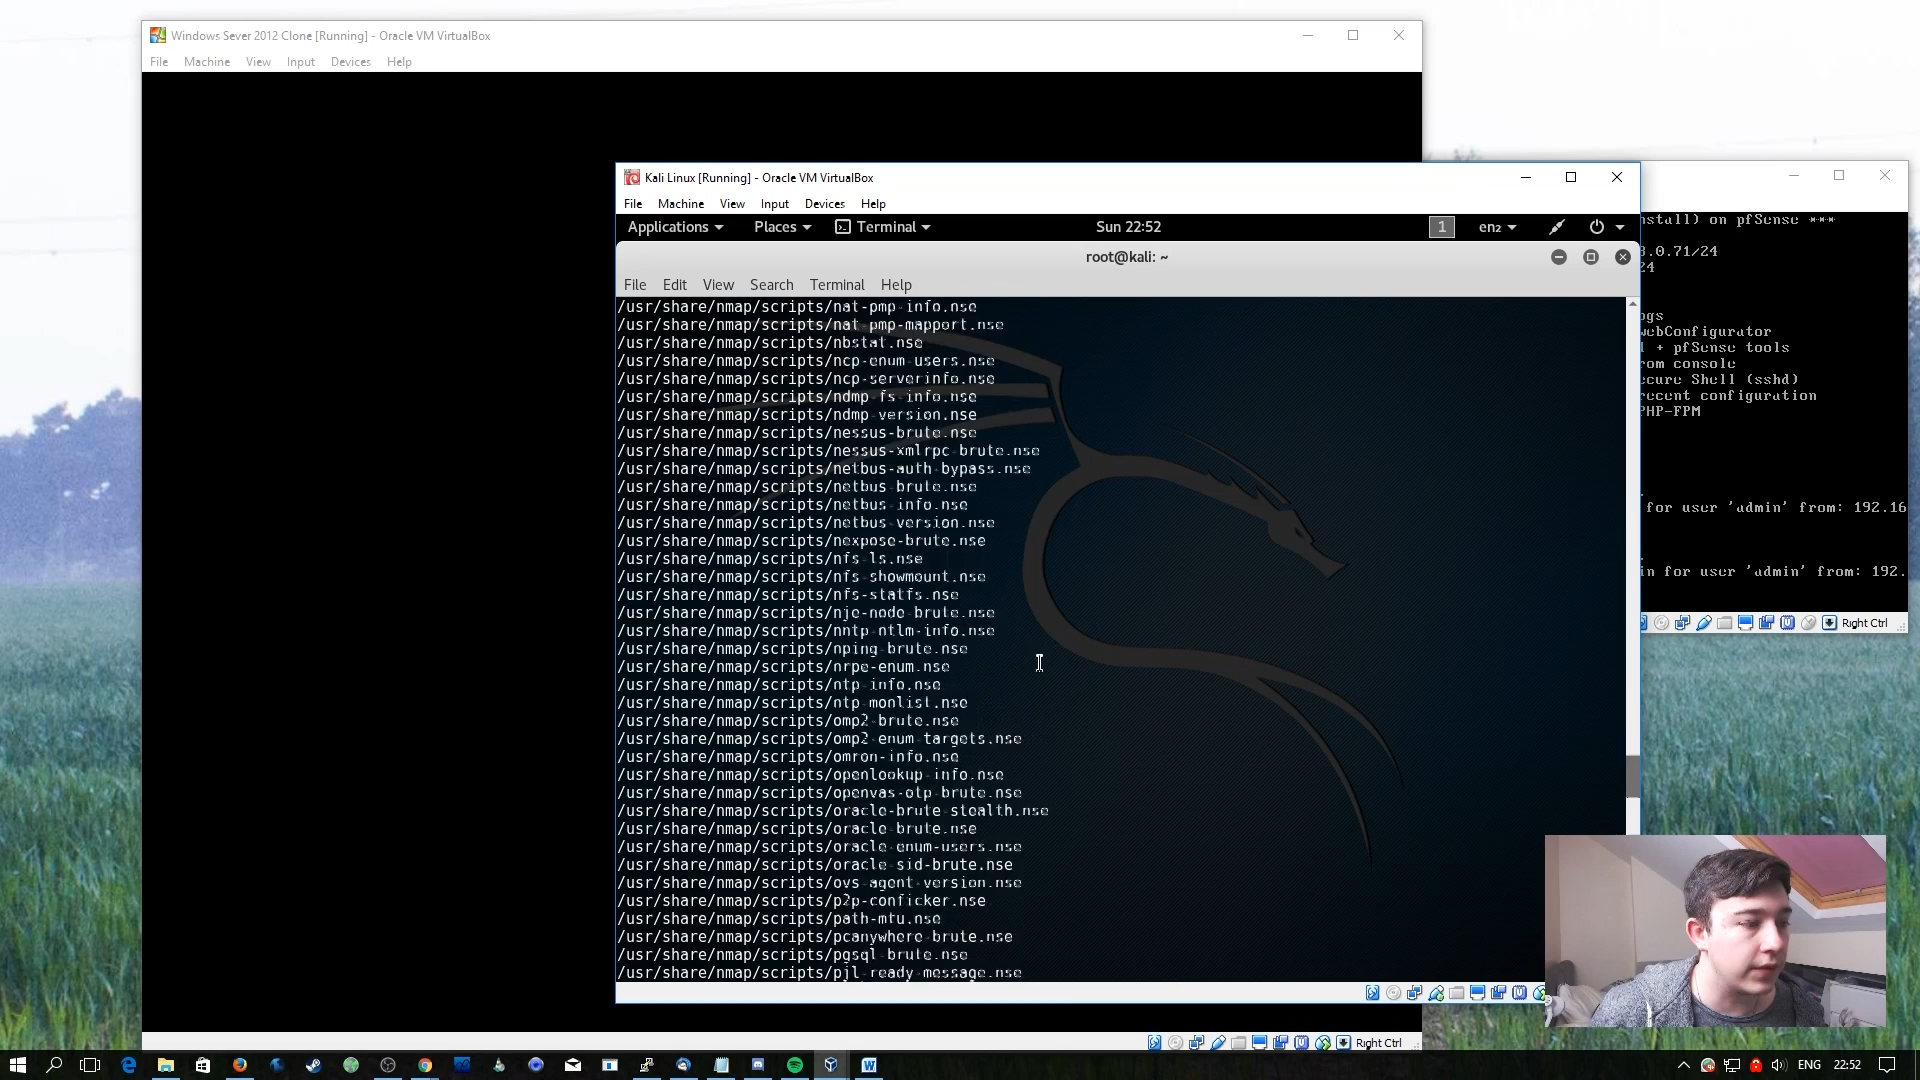 Windows Sever 2012 Clone [Running] - Oracle VM VirtualBox
File Machine View Input Devices Help
Kali Linux [Running] - Oracle VM VirtualBox
File Machine View Input Devices Help
Applications Places Terminal Sun 22:52 1 en₂
root@kali: ~
File Edit View Search Terminal Help
/usr/share/nmap/scripts/nat-pmp-info.nse
/usr/share/nmap/scripts/nat-pmp-mapport.nse
/usr/share/nmap/scripts/nbstat.nse
/usr/share/nmap/scripts/ncp-enum-users.nse
/usr/share/nmap/scripts/ncp-serverinfo.nse
/usr/share/nmap/scripts/ndmp-fs-info.nse
/usr/share/nmap/scripts/ndmp-version.nse
/usr/share/nmap/scripts/nessus-brute.nse
/usr/share/nmap/scripts/nessus-xmlrpc-brute.nse
/usr/share/nmap/scripts/netbus-auth-bypass.nse
/usr/share/nmap/scripts/netbus-brute.nse
/usr/share/nmap/scripts/netbus-info.nse
/usr/share/nmap/scripts/netbus-version.nse
/usr/share/nmap/scripts/nexpose-brute.nse
/usr/share/nmap/scripts/nfs-ls.nse
/usr/share/nmap/scripts/nfs-showmount.nse
/usr/share/nmap/scripts/nfs-statfs.nse
/usr/share/nmap/scripts/nje-node-brute.nse
/usr/share/nmap/scripts/nntp-ntlm-info.nse
/usr/share/nmap/scripts/nping-brute.nse
/usr/share/nmap/scripts/nrpe-enum.nse
/usr/share/nmap/scripts/ntp-info.nse
/usr/share/nmap/scripts/ntp-monlist.nse
/usr/share/nmap/scripts/omp2-brute.nse
/usr/share/nmap/scripts/omp2-enum-targets.nse
/usr/share/nmap/scripts/omron-info.nse
/usr/share/nmap/scripts/openlookup-info.nse
/usr/share/nmap/scripts/openvas-otp-brute.nse
/usr/share/nmap/scripts/oracle-brute-stealth.nse
/usr/share/nmap/scripts/oracle-brute.nse
/usr/share/nmap/scripts/oracle-enum-users.nse
/usr/share/nmap/scripts/oracle-sid-brute.nse
/usr/share/nmap/scripts/ovs-agent-version.nse
/usr/share/nmap/scripts/p2p-conficker.nse
/usr/share/nmap/scripts/path-mtu.nse
/usr/share/nmap/scripts/pcanywhere-brute.nse
/usr/share/nmap/scripts/pgsql-brute.nse
/usr/share/nmap/scripts/pjl-ready-message.nse
nstall) on pfSense ***
3.0.71/24
24
ogs
webConfigurator
l + pfSense tools
rom console
ecure Shell (sshd)
recent configuration
PHP-FPM
for user 'admin' from: 192.16
in for user 'admin' from: 192.
Right Ctrl
Right Ctrl
ENG 22:52